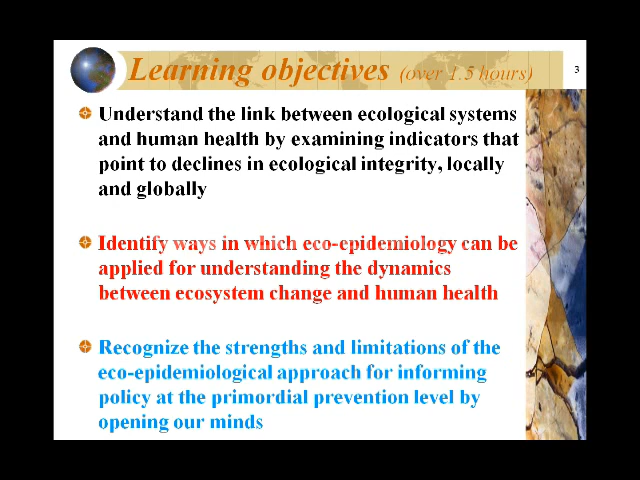 Learning objectives (over 1.5 hours)
3
Understand the link between ecological systems
and human health by examining indicators that
point to declines in ecological integrity, locally
and globally
Identify ways in which eco-epidemiology can be
applied for understanding the dynamics
between ecosystem change and human health
Recognize the strengths and limitations of the
eco-epidemiological approach for informing
policy at the primordial prevention level by
opening our minds